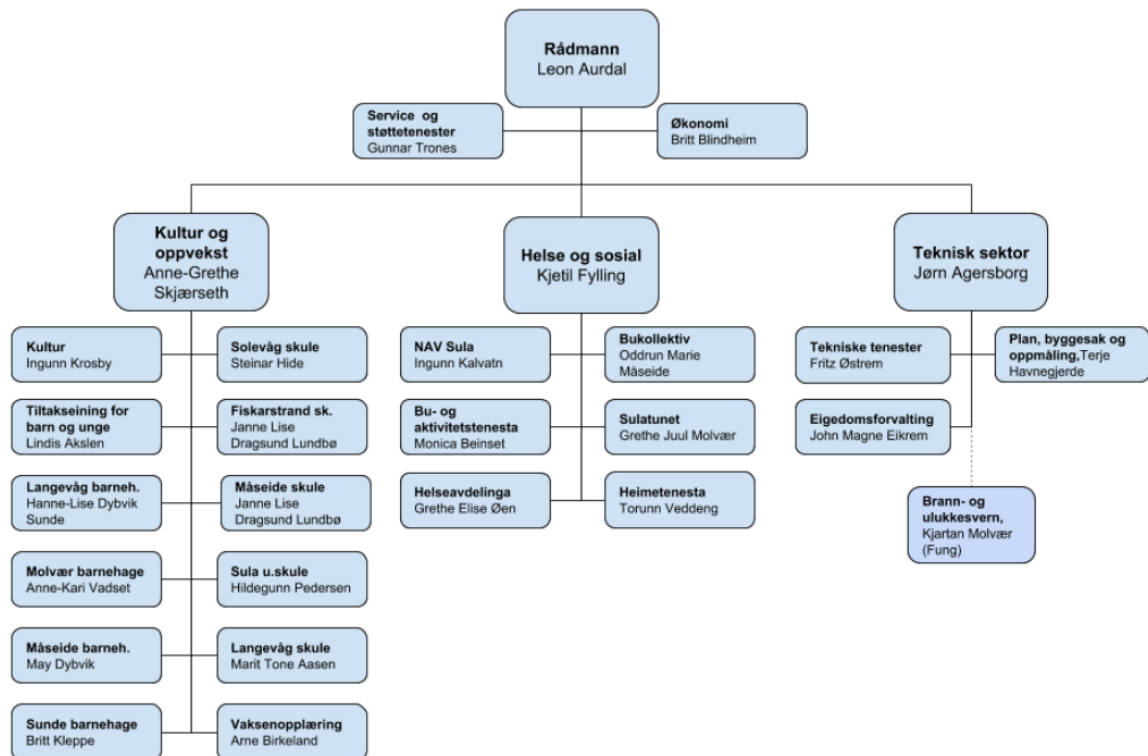 Rådmann
Leon Aurdal
Service og
støttetenester
Gunnar Trones
Økonomi
Britt Blindheim
Kultur og
oppvekst
Anne-Grethe
Skjærseth
Helse og sosial
Kjetil Fylling
Teknisk sektor
Jørn Agersborg
Kultur
Ingunn Krosby
Solevåg skule
Steinar Hide
Tiltakseining for
barn og unge
Lindis Akslen
Fiskarstrand sk.
Janne Lise
Dragsund Lundbø
Langevåg barneh.
Hanne-Lise Dybvik
Sunde
Måseide skule
Janne Lise
Dragsund Lundbø
Molvær barnehage
Anne-Kari Vadset
Sula u.skule
Hildegunn Pedersen
Måseide barneh.
May Dybvik
Langevåg skule
Marit Tone Aasen
Sunde barnehage
Britt Kleppe
Vaksenopplæring
Arne Birkeland
NAV Sula
Ingunn Kalvatn
Bukollektiv
Oddrun Marie
Måseide
Bu- og
aktivitetstenesta
Monica Beinset
Sulatunet
Grethe Juul Molvær
Helseavdelinga
Grethe Elise Øen
Heimetenesta
Torunn Veddeng
Tekniske tenester
Fritz Østrem
Plan, byggesak og
oppmåling,Terje
Havnegjerde
Eigedomsforvalting
John Magne Eikrem
Brann- og
ulukkesvern,
Kjartan Molvær
(Fung)